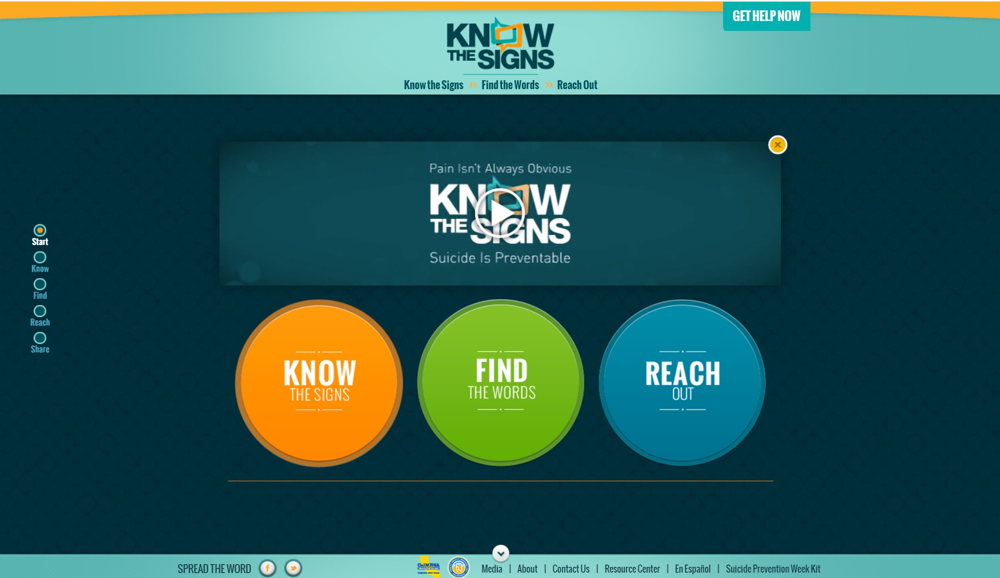 GET HELP NOW
KNOW
THE SIGNS
Know the Signs >> Find the Words >> Reach Out
Pain Isn't Always Obvious
KNOW
THE SIGNS
Suicide Is Preventable
Start
Know
Find
Reach
Share
KNOW
THE SIGNS
FIND
THE WORDS
REACH
OUT
SPREAD THE WORD
CalMHSA
63
Media | About | Contact Us | Resource Center | En Español | Suicide Prevention Week Kit